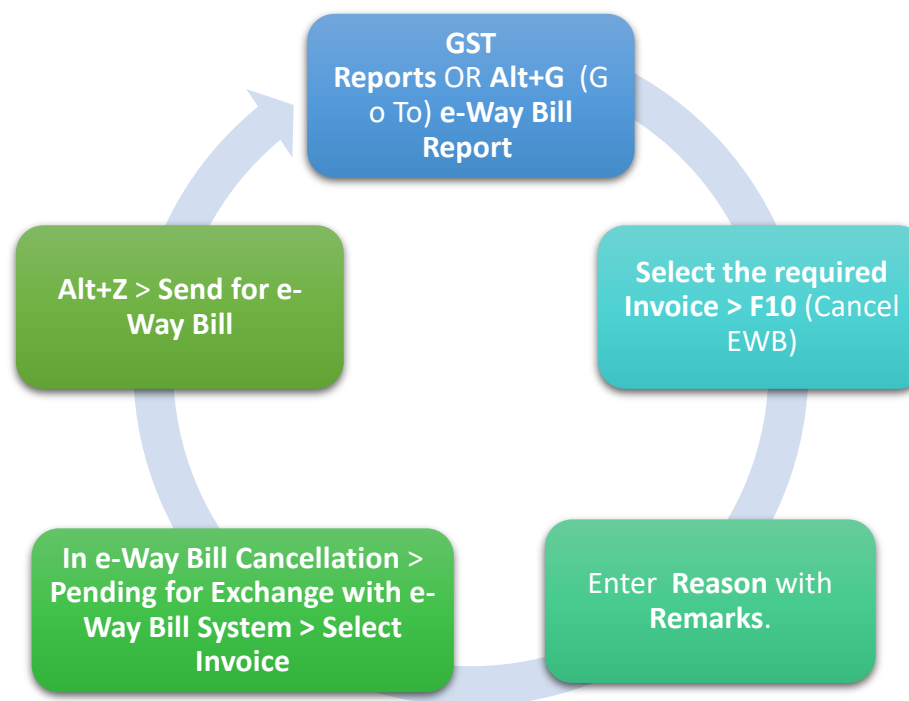 GST
Reports OR Alt+G (G
o To) e-Way Bill
Report
Select the required
Invoice > F10 (Cancel
EWB)
Enter Reason with
Remarks.
In e-Way Bill Cancellation >
Pending for Exchange with e-
Way Bill System > Select
Invoice
Alt+Z > Send for e-
Way Bill